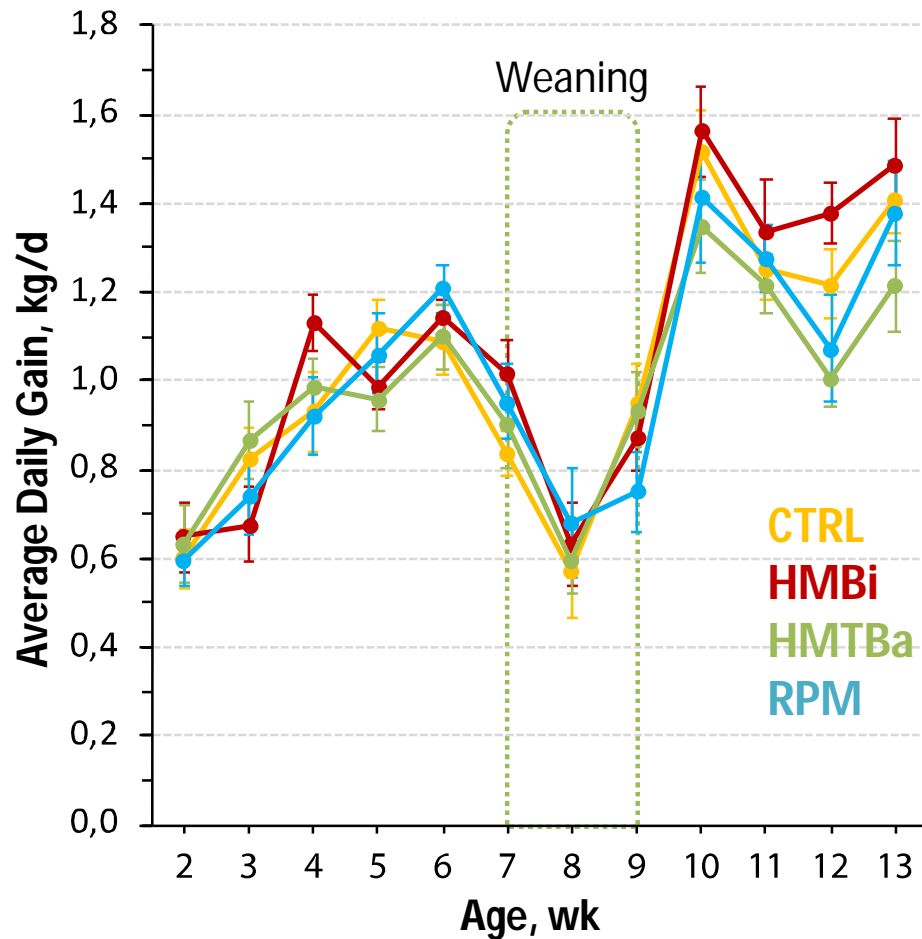 Average Daily Gain, kg/d
1,8
1,6
1,4
1,2
1,0
0,8
0,6
0,4
0,2
0,0
Weaning
CTRL
HMBi
HMTBa
RPM
2 3 4 5 6 7 8 9 10 11 12 13
Age, wk